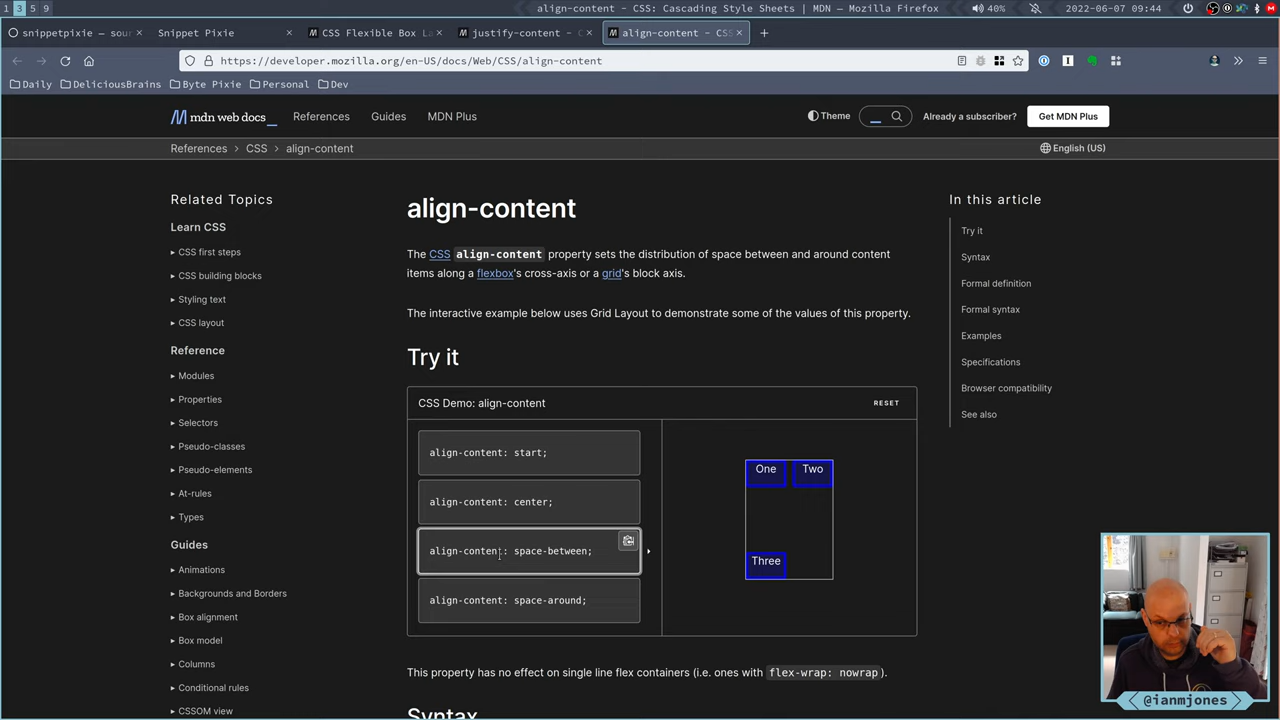 1 3 5 9
align-content - CSS: Cascading Style Sheets | MDN — Mozilla Firefox
40%
2022-06-07 09:44
snippetpixie — sour
Snippet Pixie
CSS Flexible Box La
justify-content - C
align-content - CSS
https://developer.mozilla.org/en-US/docs/Web/CSS/align-content
Daily
DeliciousBrains
Byte Pixie
Personal
Dev
mdn web docs_
References
Guides
MDN Plus
Theme
Already a subscriber?
Get MDN Plus
References
CSS
align-content
English (US)
Related Topics
Learn CSS
CSS first steps
CSS building blocks
Styling text
CSS layout
Reference
Modules
Properties
Selectors
Pseudo-classes
Pseudo-elements
At-rules
Types
Guides
Animations
Backgrounds and Borders
Box alignment
Box model
Columns
Conditional rules
CSSOM view
align-content
The CSS align-content property sets the distribution of space between and around content
items along a flexbox's cross-axis or a grid's block axis.
The interactive example below uses Grid Layout to demonstrate some of the values of this property.
Try it
CSS Demo: align-content
RESET
align-content: start;
align-content: center;
align-content: space-between;
align-content: space-around;
One
Two
Three
This property has no effect on single line flex containers (i.e. ones with flex-wrap: nowrap).
Syntax
In this article
Try it
Syntax
Formal definition
Formal syntax
Examples
Specifications
Browser compatibility
See also
@ianmjones